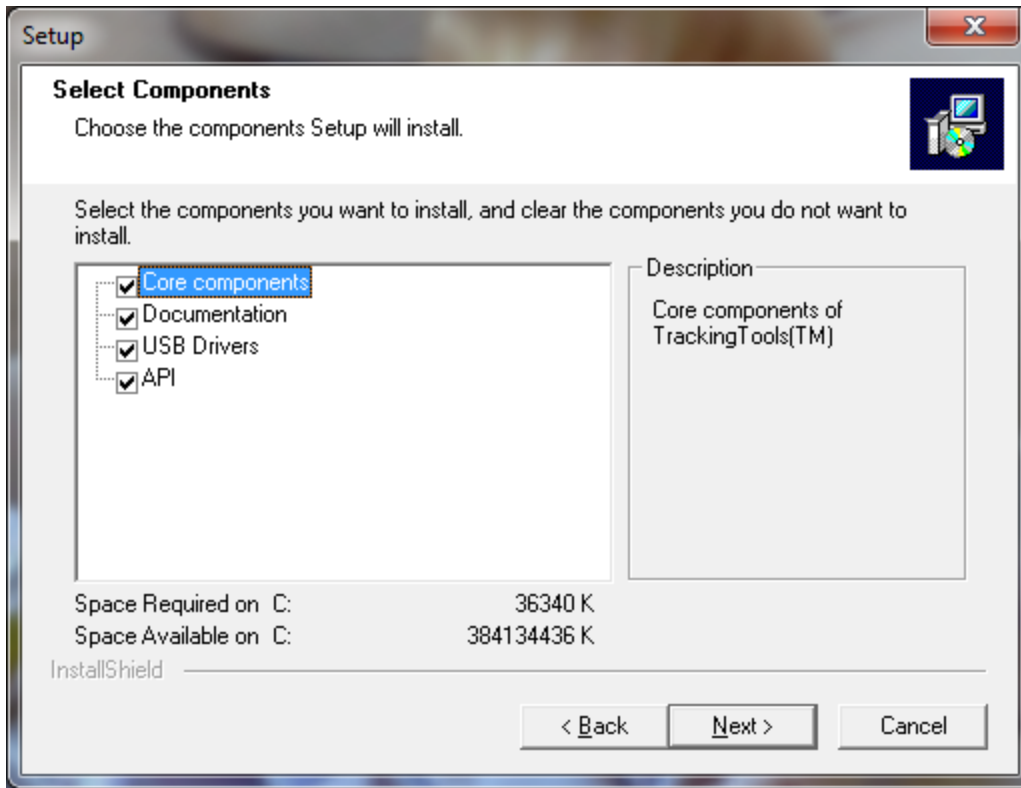 Setup
Select Components
Choose the components Setup will install.
Select the components you want to install, and clear the components you do not want to
install.
Core components
Documentation
USB Drivers
API
Description
Core components of
TrackingTools(TM)
Space Required on C: 36340 K
Space Available on C: 384134436 K
InstallShield
< Back Next > Cancel